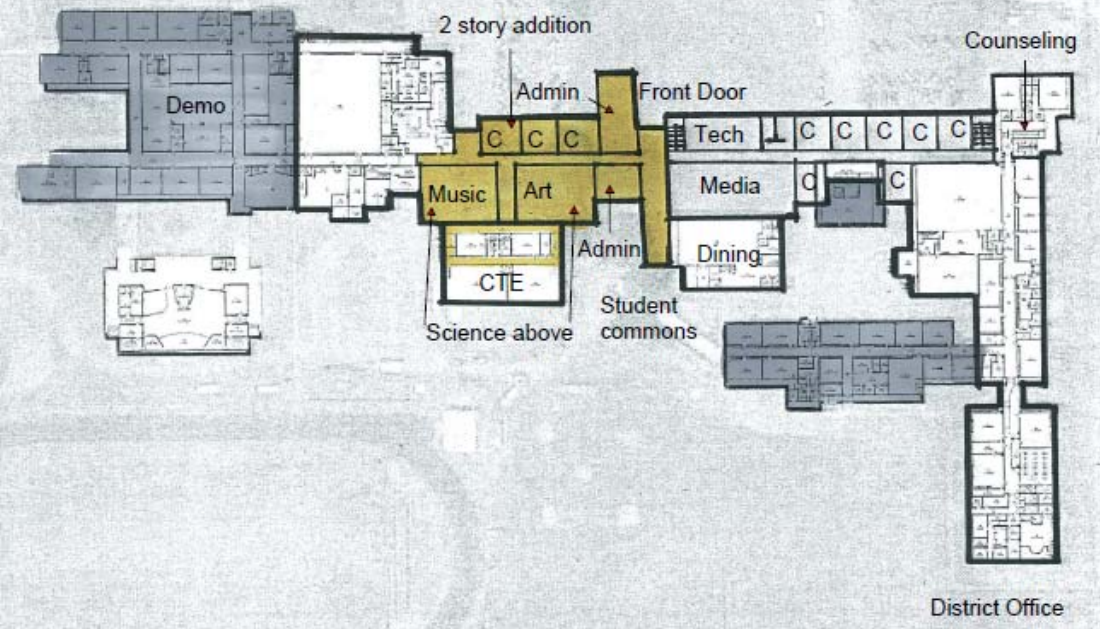 2 story addition
Counseling
Admin
Front Door
Demo
C
C
C
Tech
C
C
C
C
C
Music
Art
Media
C
C
Admin
Dining
CTE
Student
commons
Science above
District Office